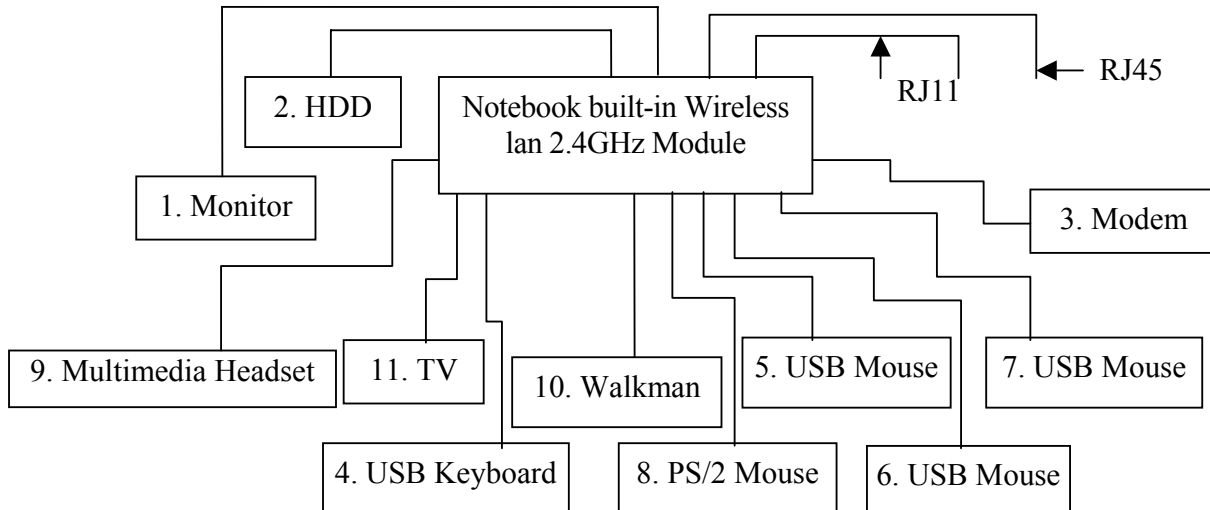 RJ45
RJ11
2. HDD
Notebook built-in Wireless
lan 2.4GHz Module
1. Monitor
3. Modem
9. Multimedia Headset
11. TV
10. Walkman
5. USB Mouse
7. USB Mouse
4. USB Keyboard
8. PS/2 Mouse
6. USB Mouse